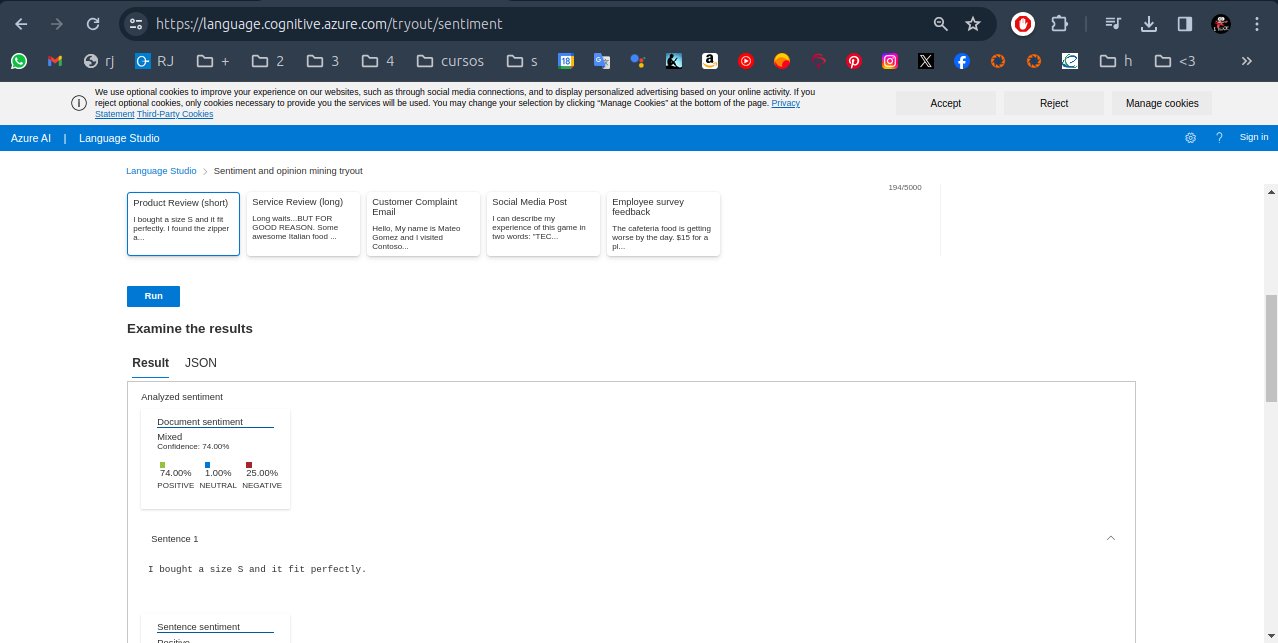 https://language.cognitive.azure.com/tryout/sentiment
rj
RJ
+
2
3
4
cursos
s
18
h
<3
»
We use optional cookies to improve your experience on our websites, such as through social media connections, and to display personalized advertising based on your online activity. If you
reject optional cookies, only cookies necessary to provide you the services will be used. You may change your selection by clicking “Manage Cookies” at the bottom of the page. Privacy
Statement Third-Party Cookies
Accept
Reject
Manage cookies
Azure AI | Language Studio
?
Sign in
Language Studio > Sentiment and opinion mining tryout
194/5000
Product Review (short)
I bought a size S and it fit
perfectly. I found the zipper
a...
Service Review (long)
Long waits...BUT FOR
GOOD REASON. Some
awesome Italian food ...
Customer Complaint
Email
Hello, My name is Mateo
Gomez and I visited
Contoso...
Social Media Post
I can describe my
experience of this game in
two words: "TEC...
Employee survey
feedback
The cafeteria food is getting
worse by the day. $15 for a
pl...
Run
Examine the results
Result JSON
Analyzed sentiment
Document sentiment
Mixed
Confidence: 74.00%
74.00% 1.00% 25.00%
POSITIVE NEUTRAL NEGATIVE
Sentence 1
I bought a size S and it fit perfectly.
Sentence sentiment
Positive